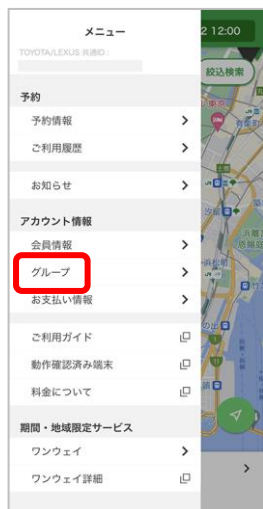 メニュー
2 12:00
TOYOTA/LEXUS 共通ID :
絞込検索
予約
予約情報
ご利用履歴
お知らせ
アカウント情報
会員情報
グループ
お支払い情報
ご利用ガイド
動作確認済み端末
料金について
期間・地域限定サービス
ワンウェイ
ワンウェイ詳細